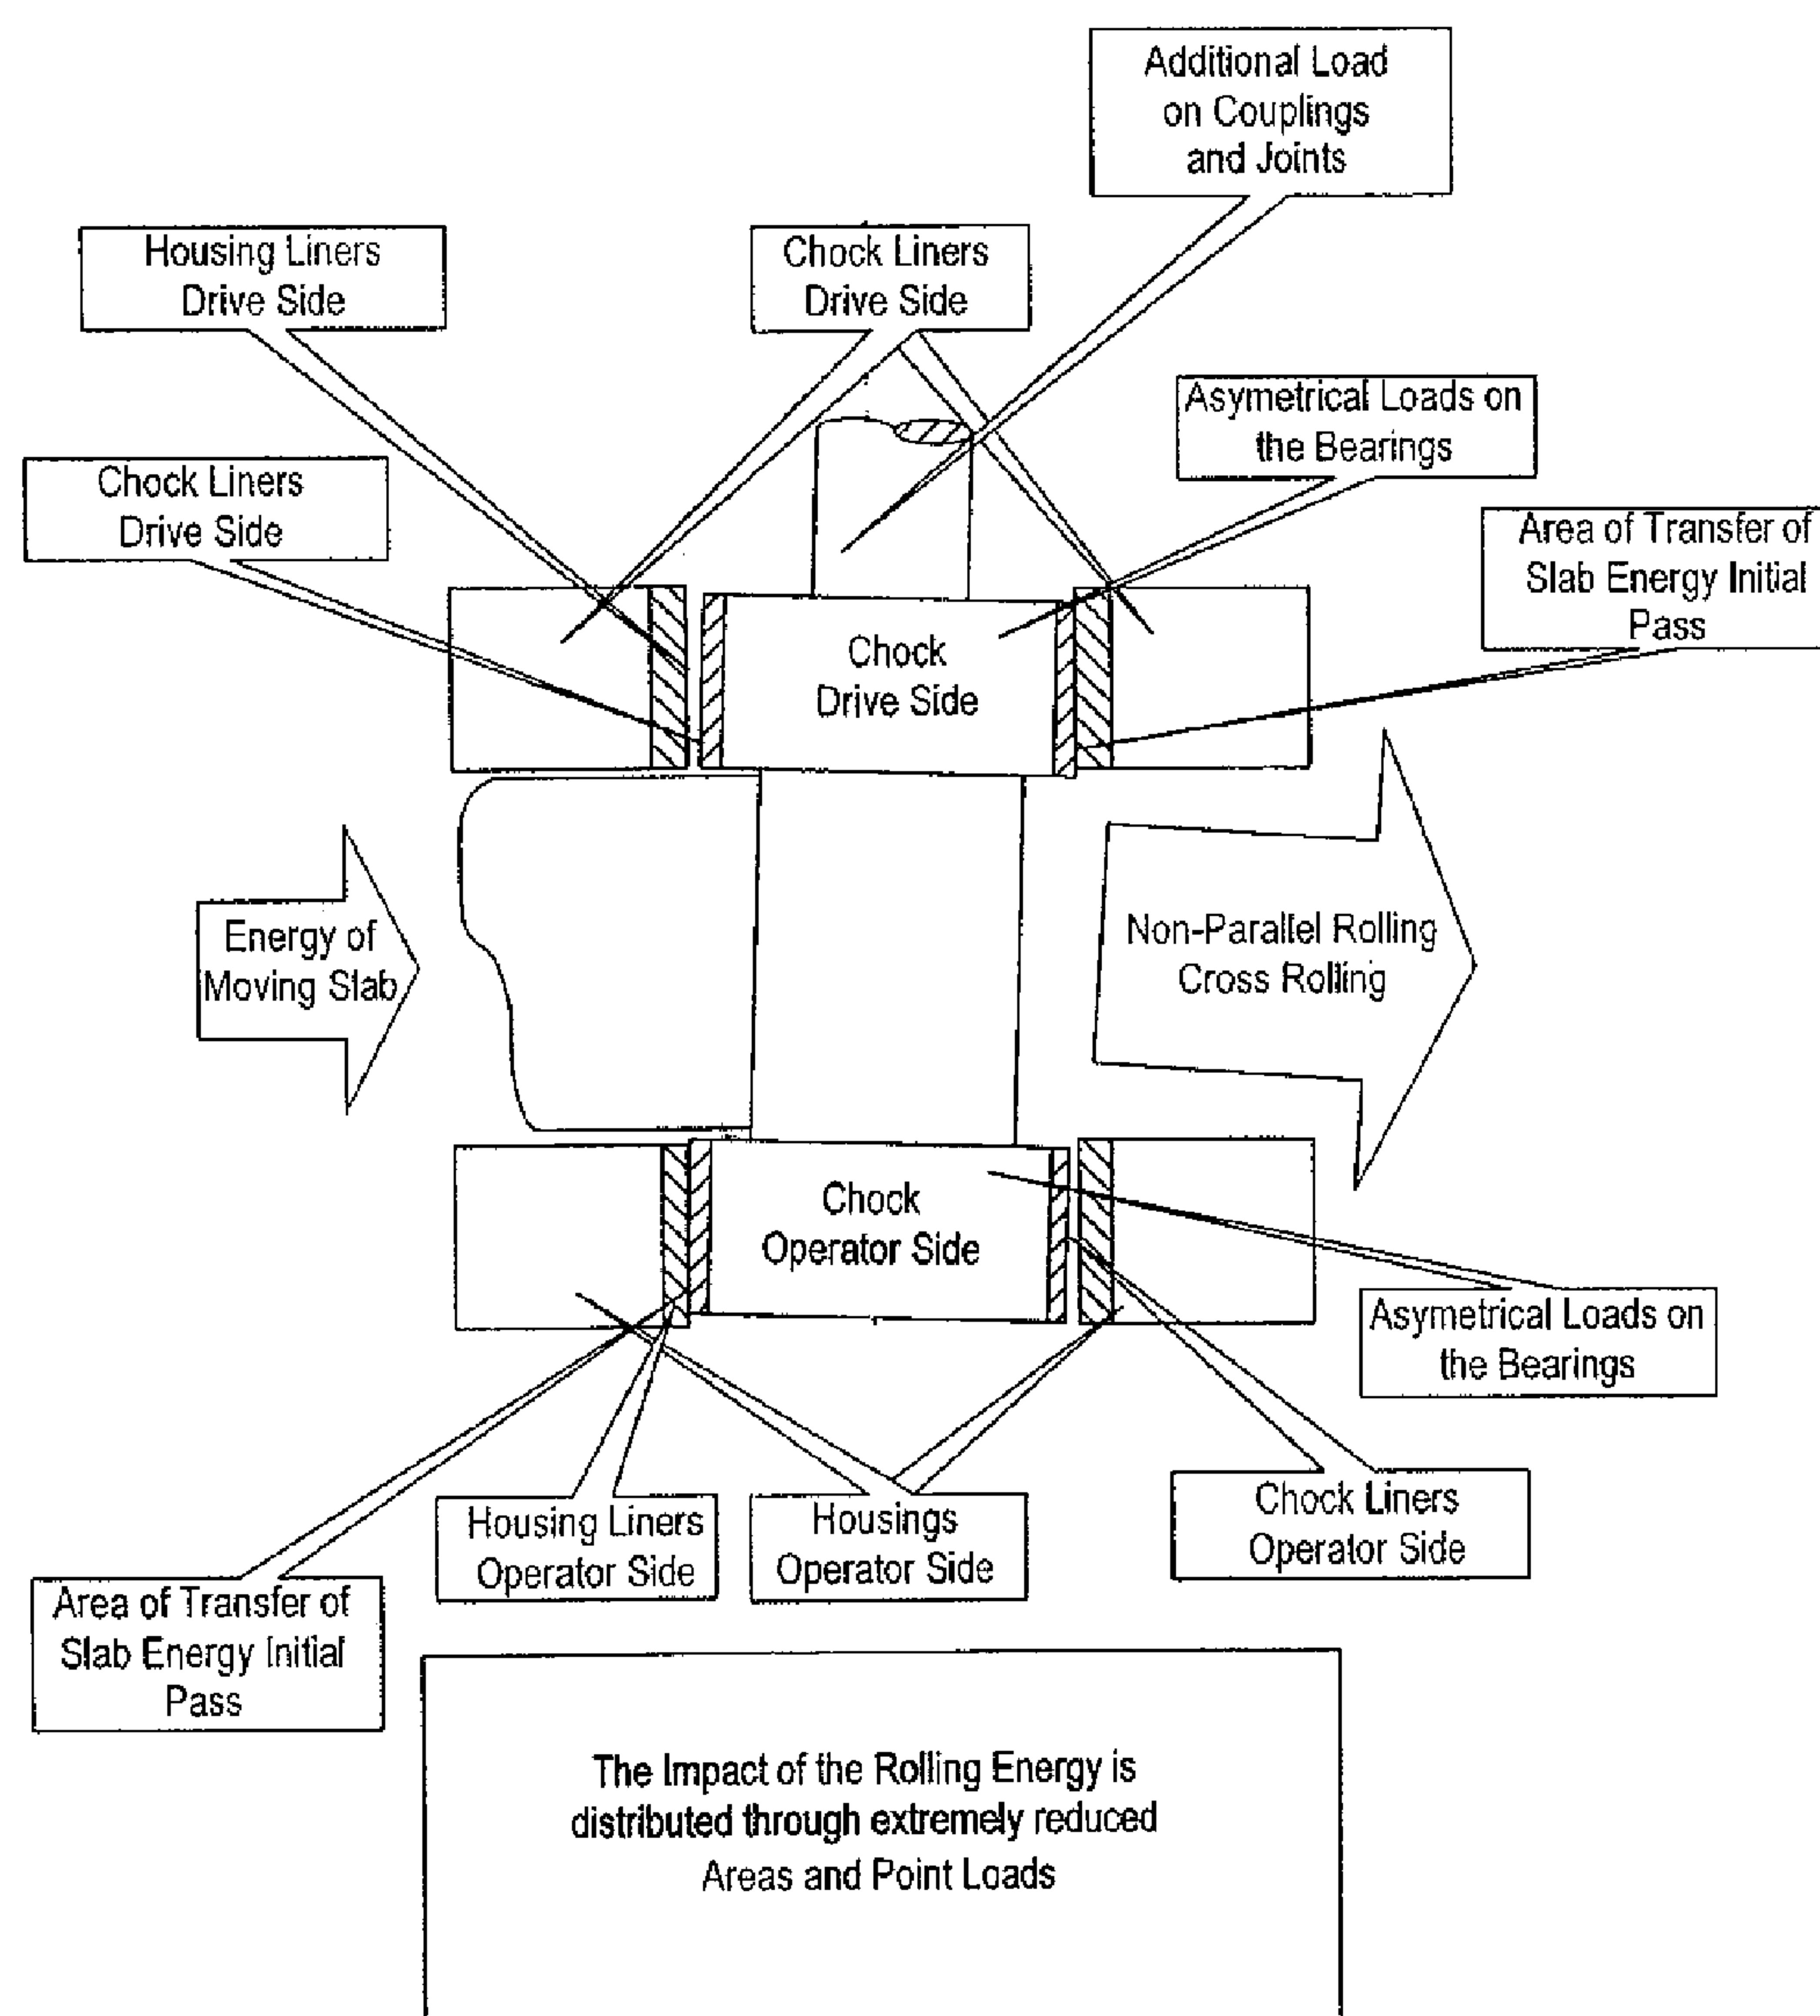 Additional Load
on Couplings
and Joints
Housing Liners
Drive Side
Chock Liners
Drive Side
Asymetrical Loads on
the Bearings
Chock Liners
Drive Side
Area of Transfer of
Slab Energy Initial
Pass
Chock
Drive Side
Energy of
Moving Slab
Non-Parallel Rolling
Cross Rolling
Chock
Operator Side
Asymetrical Loads on
the Bearings
Housing Liners
Operator Side
Housings
Operator Side
Chock Liners
Operator Side
Area of Transfer of
Slab Energy Initial
Pass
The Impact of the Rolling Energy is
distributed through extremely reduced
Areas and Point Loads